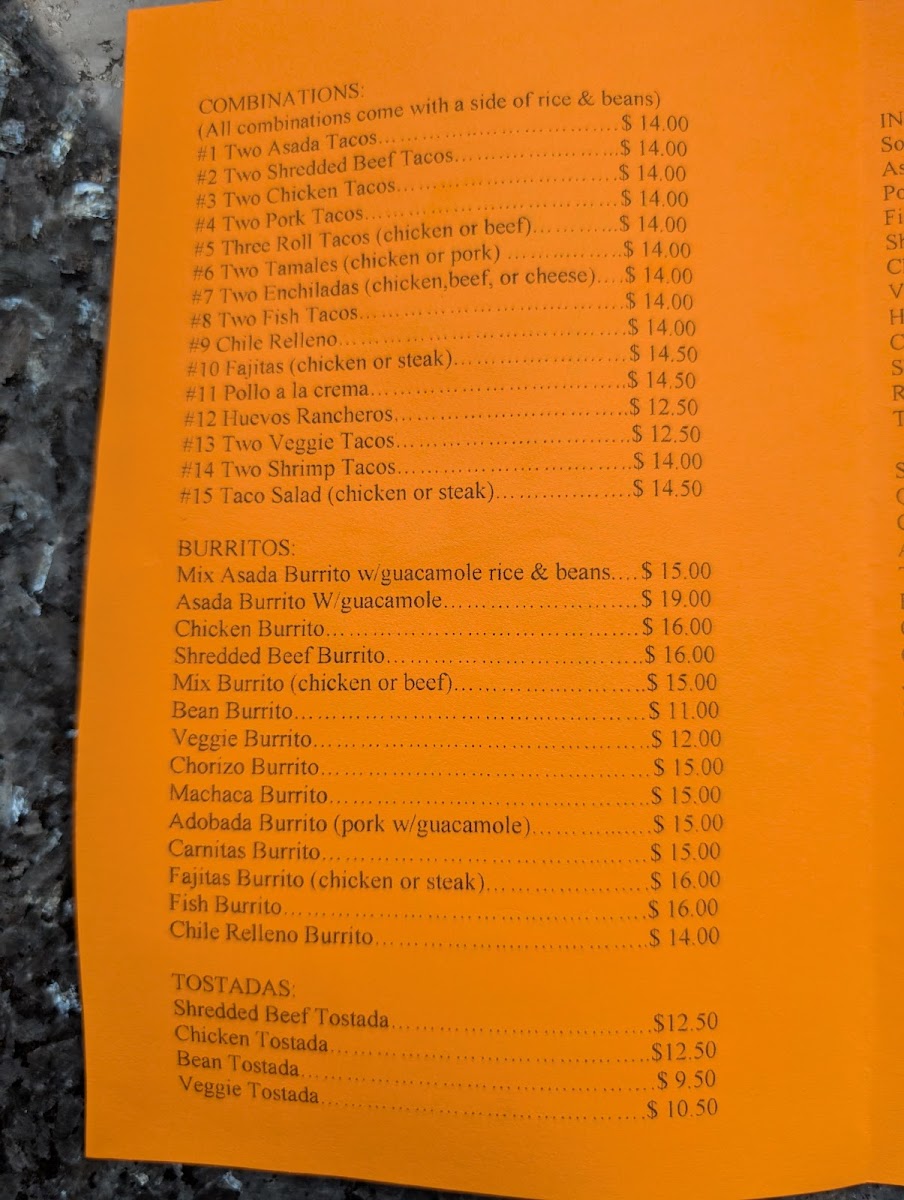 COMBINATIONS:
(All combinations come with a side of rice & beans)
#1 Two Asada Tacos..............................$ 14.00
#2 Two Shredded Beef Tacos.....................$ 14.00
#3 Two Chicken Tacos............................$ 14.00
#4 Two Pork Tacos................................$ 14.00
#5 Three Roll Tacos (chicken or beef)............$ 14.00
#6 Two Tamales (chicken or pork) ...............$ 14.00
#7 Two Enchiladas (chicken,beef, or cheese)....$ 14.00
#8 Two Fish Tacos................................$ 14.00
#9 Chile Relleno..................................$ 14.00
#10 Fajitas (chicken or steak)......................$ 14.50
#11 Pollo a la crema................................$ 14.50
#12 Huevos Rancheros.............................$ 12.50
#13 Two Veggie Tacos.............................$ 12.50
#14 Two Shrimp Tacos.............................$ 14.00
#15 Taco Salad (chicken or steak)..................$ 14.50
BURRITOS:
Mix Asada Burrito w/guacamole rice & beans....$ 15.00
Asada Burrito W/guacamole........................$ 19.00
Chicken Burrito......................................$ 16.00
Shredded Beef Burrito...............................$ 16.00
Mix Burrito (chicken or beef).......................$ 15.00
Bean Burrito..........................................$ 11.00
Veggie Burrito........................................$ 12.00
Chorizo Burrito.......................................$ 15.00
Machaca Burrito......................................$ 15.00
Adobada Burrito (pork w/guacamole)..............$ 15.00
Carnitas Burrito.......................................$ 15.00
Fajitas Burrito (chicken or steak)...................$ 16.00
Fish Burrito...........................................$ 16.00
Chile Relleno Burrito.................................$ 14.00
TOSTADAS:
Shredded Beef Tostada..............................$12.50
Chicken Tostada......................................$12.50
Bean Tostada..........................................$ 9.50
Veggie Tostada........................................$ 10.50